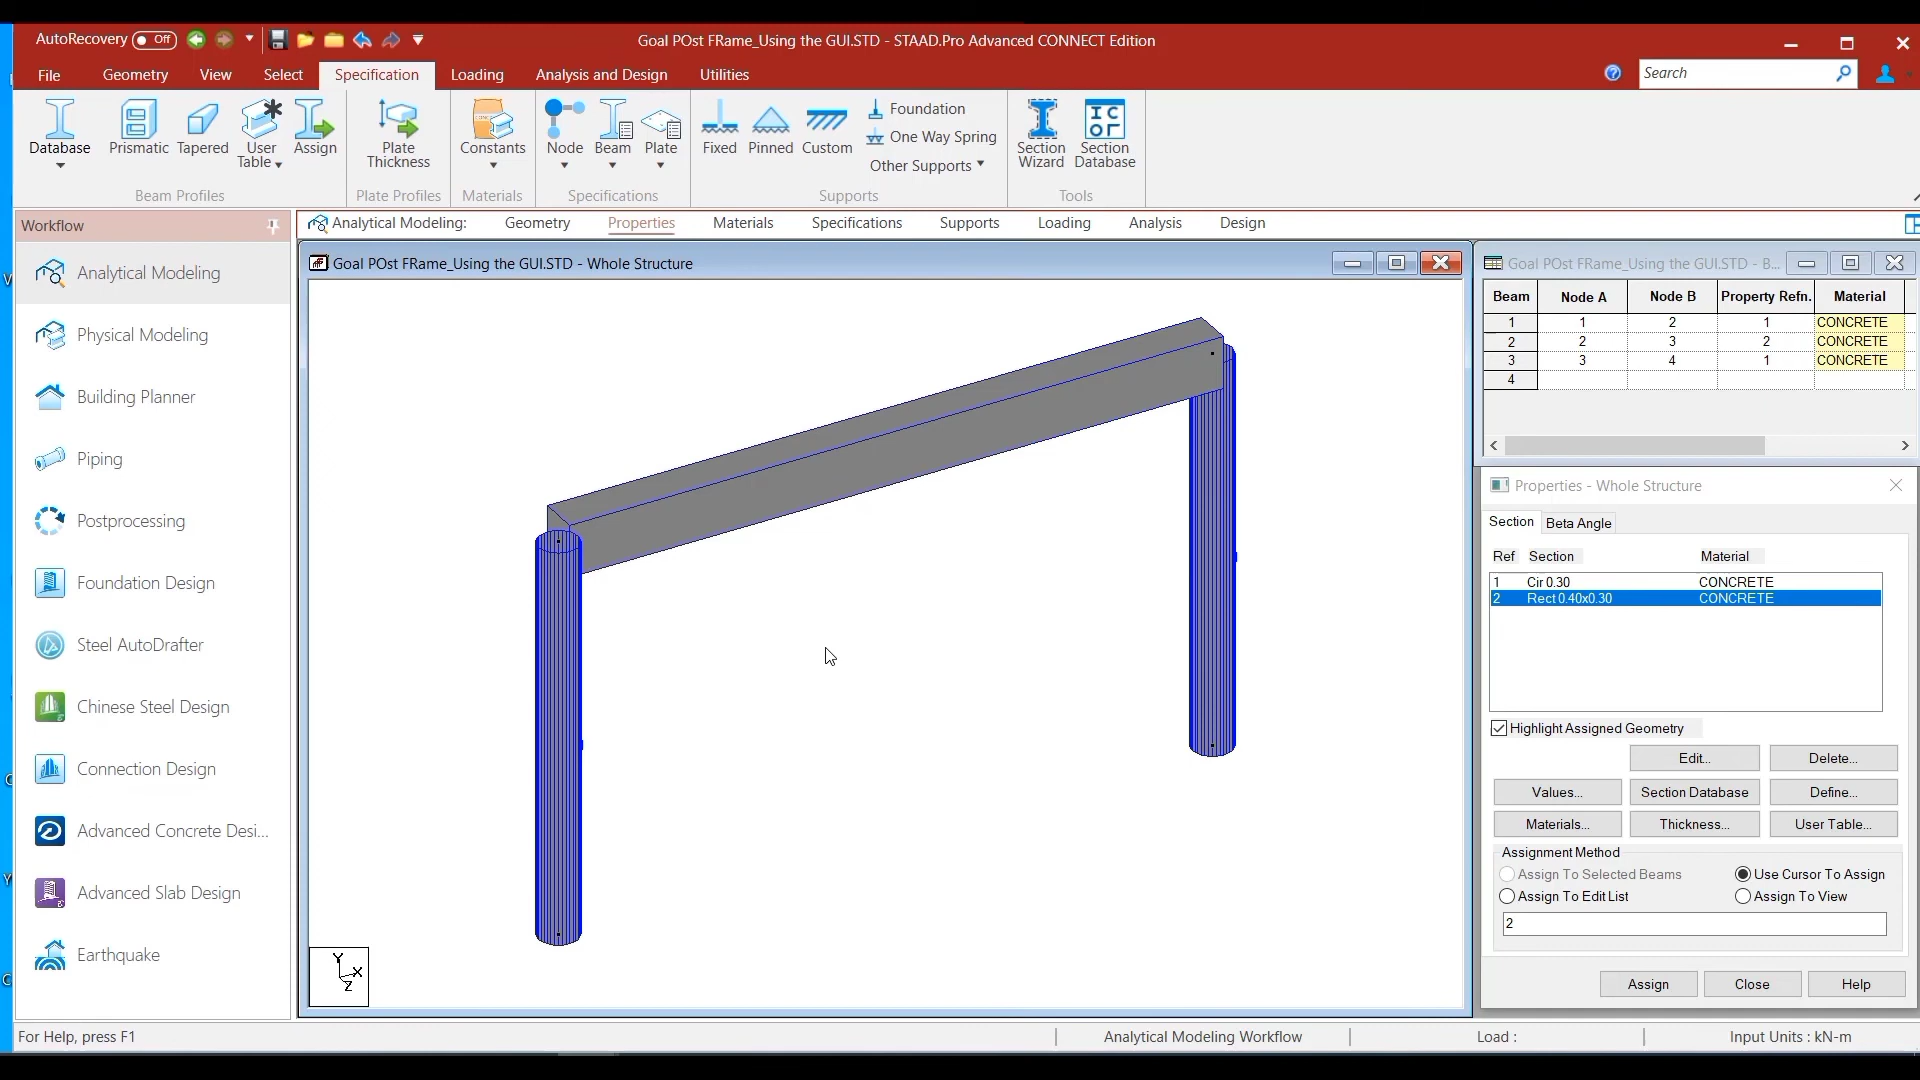 AutoRecovery Off
Goal POst FRame_Using the GUI.STD - STAAD.Pro Advanced CONNECT Edition
File Geometry View Select Specification Loading Analysis and Design Utilities
Search
Database
Prismatic
Tapered
User Table
Assign
Beam Profiles
Plate Thickness
Plate Profiles
Constants
Materials
Node
Beam
Plate
Specifications
Fixed
Pinned
Custom
Foundation
One Way Spring
Other Supports
Supports
Section Wizard
Section Database
Tools
Workflow
Analytical Modeling
Physical Modeling
Building Planner
Piping
Postprocessing
Foundation Design
Steel AutoDrafter
Chinese Steel Design
Connection Design
Advanced Concrete Desi...
Advanced Slab Design
Earthquake
Analytical Modeling: Geometry Properties Materials Specifications Supports Loading Analysis Design
Goal POst FRame_Using the GUI.STD - Whole Structure
Y
X
Z
Goal POst FRame_Using the GUI.STD - B...
Beam Node A Node B Property Refn. Material
1 1 2 1 CONCRETE
2 2 3 2 CONCRETE
3 3 4 1 CONCRETE
4
Properties - Whole Structure
Section Beta Angle
Ref Section Material
1 Cir 0.30 CONCRETE
2 Rect 0.40x0.30 CONCRETE
Highlight Assigned Geometry
Edit... Delete...
Values... Section Database Define...
Materials... Thickness... User Table...
Assignment Method
Assign To Selected Beams Use Cursor To Assign
Assign To Edit List Assign To View
2
Assign Close Help
For Help, press F1 Analytical Modeling Workflow Load : Input Units : kN-m